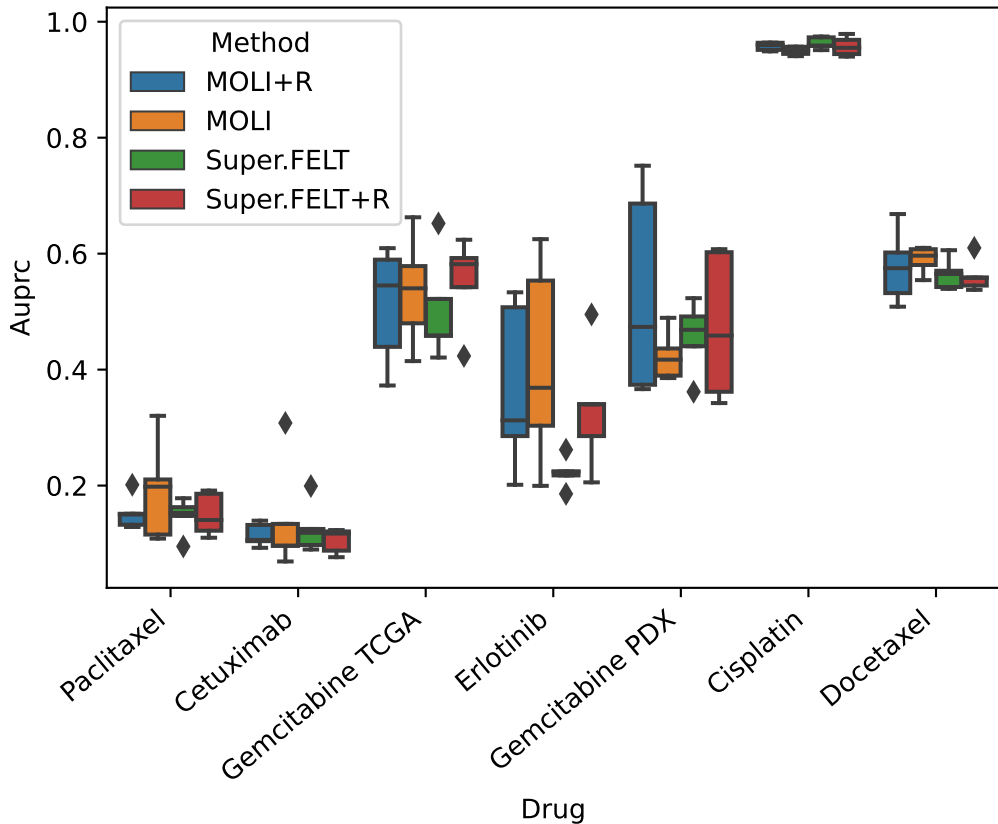 Method
MOLI+R
MOLI
Super.FELT
Super.FELT+R
Auprc
1.0
0.8
0.6
0.4
0.2
Paclitaxel
Cetuximab
Gemcitabine TCGA
Erlotinib
Gemcitabine PDX
Cisplatin
Docetaxel
Drug